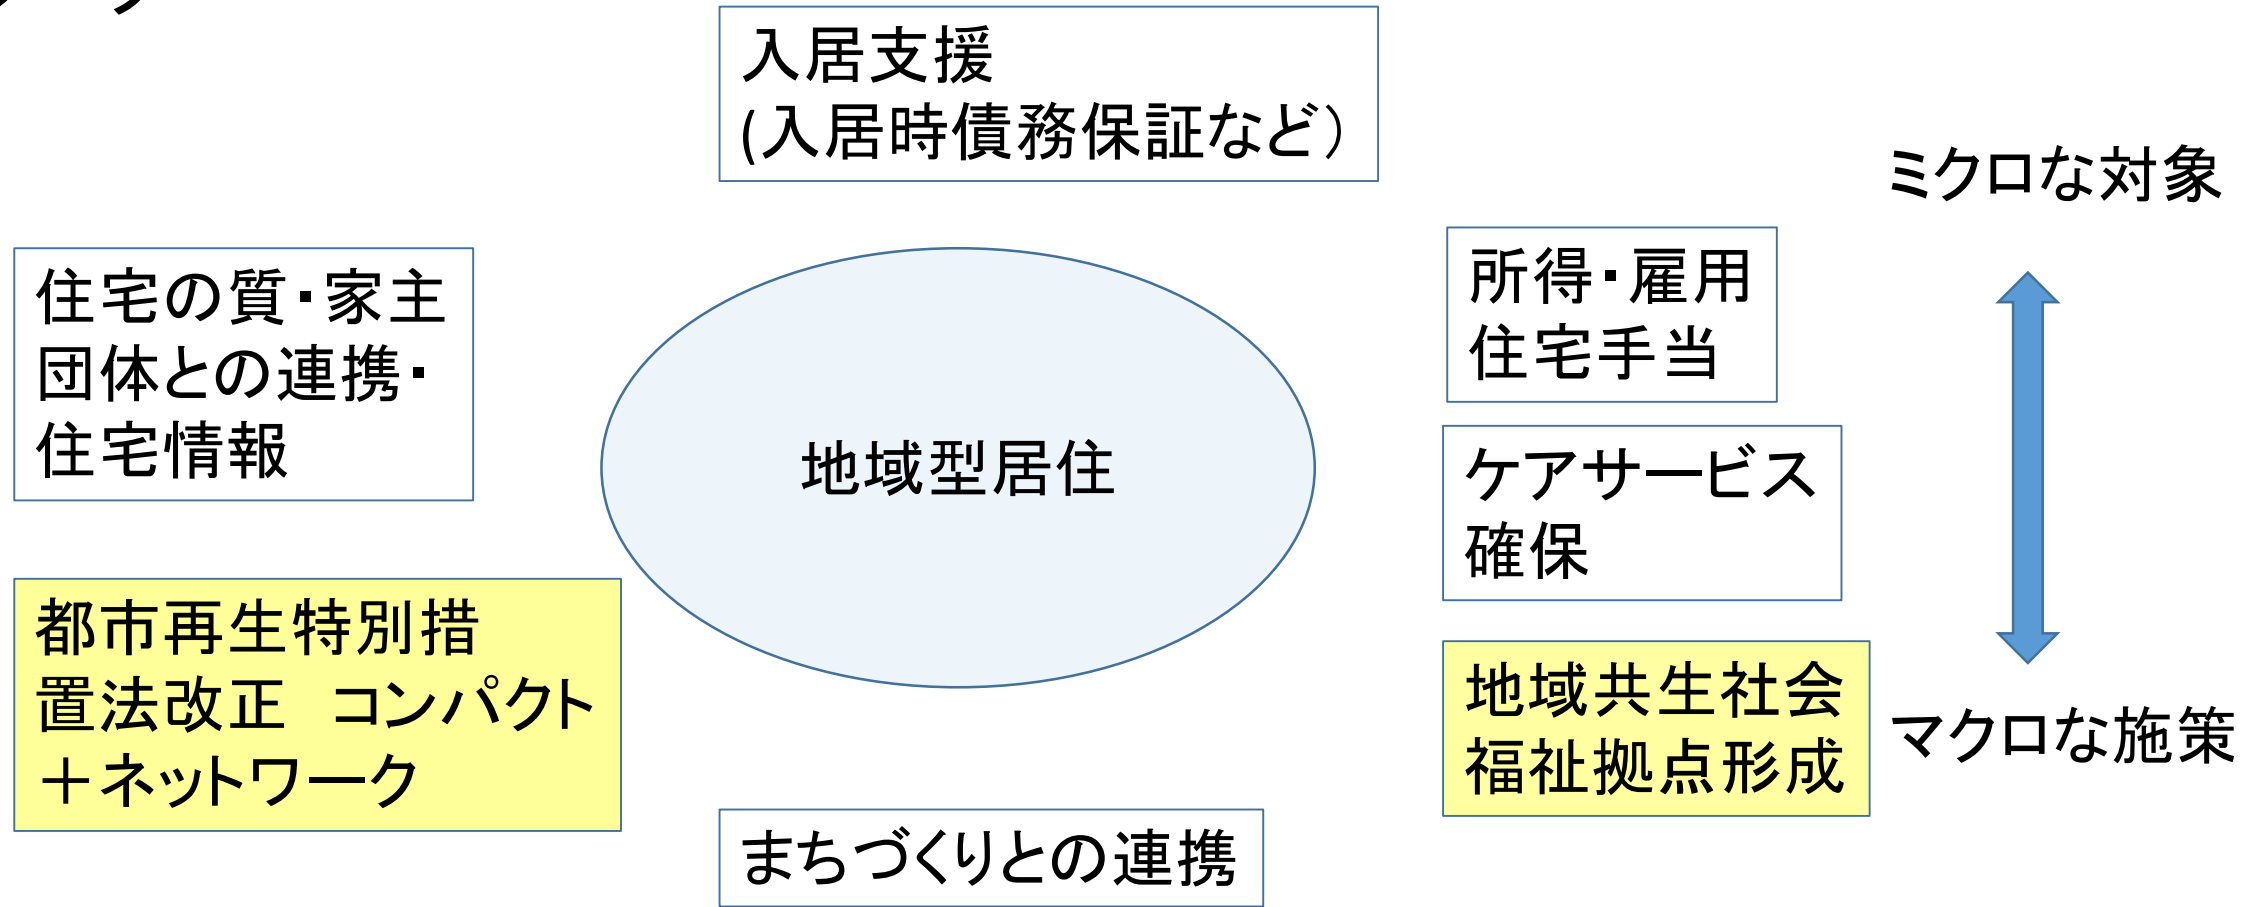 入居支援
(入居時債務保証など）
ミクロな対象
住宅の質・家主
団体との連携・
住宅情報
所得・雇用
住宅手当
地域型居住
ケアサービス
確保
都市再生特別措
置法改正　コンパクト
＋ネットワーク
地域共生社会
福祉拠点形成
マクロな施策
まちづくりとの連携